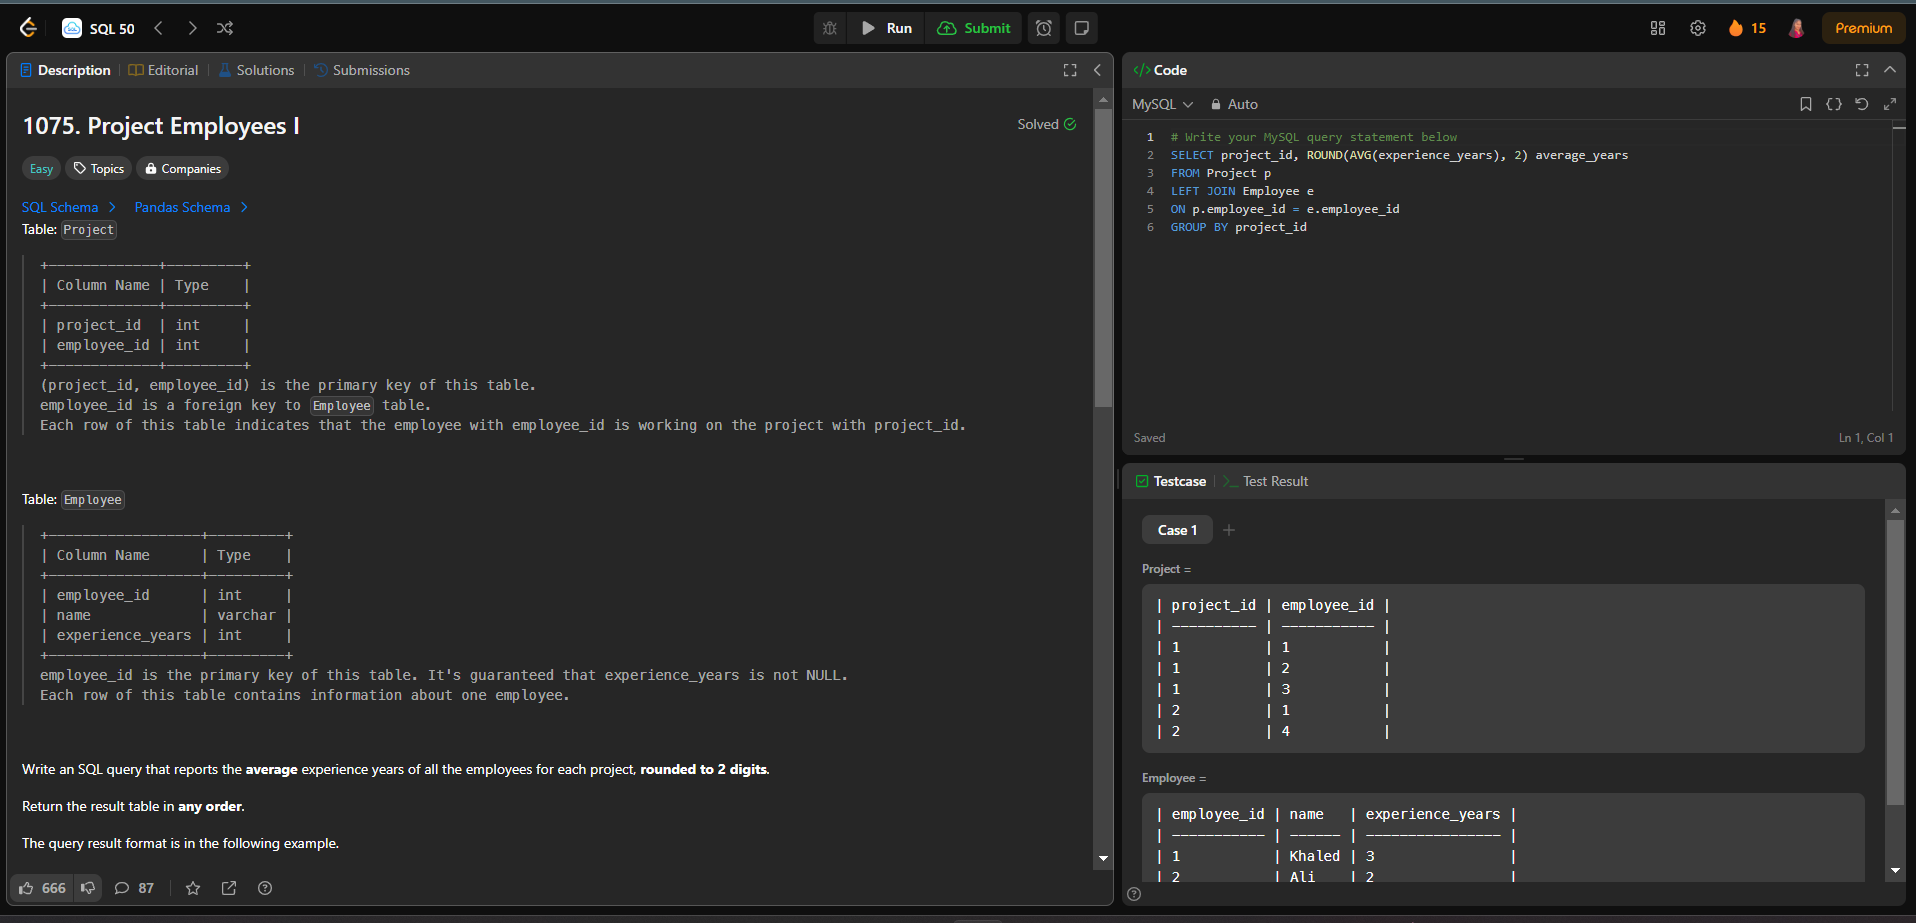 SQL 50
Run
Submit
15
Premium
Description
Editorial
Solutions
Submissions
1075. Project Employees I
Solved
Easy
Topics
Companies
SQL Schema
Pandas Schema
Table: Project
+-------------+---------+
| Column Name | Type    |
+-------------+---------+
| project_id  | int     |
| employee_id | int     |
+-------------+---------+
(project_id, employee_id) is the primary key of this table.
employee_id is a foreign key to Employee table.
Each row of this table indicates that the employee with employee_id is working on the project with project_id.
Table: Employee
+------------------+---------+
| Column Name      | Type    |
+------------------+---------+
| employee_id      | int     |
| name             | varchar |
| experience_years | int     |
+------------------+---------+
employee_id is the primary key of this table. It's guaranteed that experience_years is not NULL.
Each row of this table contains information about one employee.
Write an SQL query that reports the average experience years of all the employees for each project, rounded to 2 digits.
Return the result table in any order.
The query result format is in the following example.
666
87
</> Code
MySQL
Auto
1 # Write your MySQL query statement below
2 SELECT project_id, ROUND(AVG(experience_years), 2) average_years
3 FROM Project p
4 LEFT JOIN Employee e
5 ON p.employee_id = e.employee_id
6 GROUP BY project_id
Saved
Ln 1, Col 1
Testcase
>_ Test Result
Case 1
+
Project =
| project_id | employee_id |
| ---------- | ----------- |
| 1          | 1           |
| 1          | 2           |
| 1          | 3           |
| 2          | 1           |
| 2          | 4           |
Employee =
| employee_id | name   | experience_years |
| ----------- | ------ | ---------------- |
| 1           | Khaled | 3                |
| 2           | Ali    | 2                |